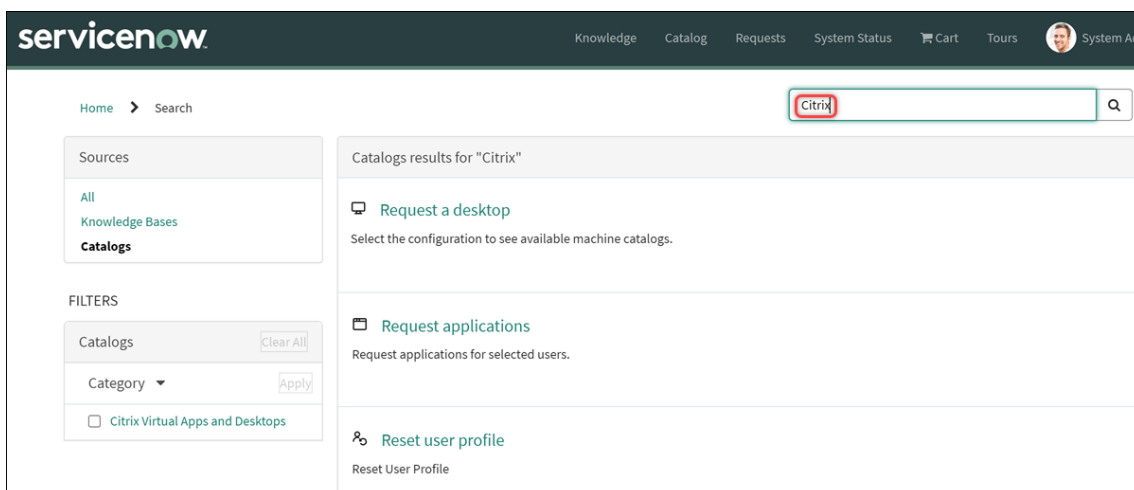 servicenow
Knowledge
Catalog
Requests
System Status
Cart
Tours
System Ad
Home
Search
Citrix
Sources
All
Knowledge Bases
Catalogs
FILTERS
Catalogs
Clear All
Category
Apply
Citrix Virtual Apps and Desktops
Catalogs results for "Citrix"
Request a desktop
Select the configuration to see available machine catalogs.
Request applications
Request applications for selected users.
Reset user profile
Reset User Profile